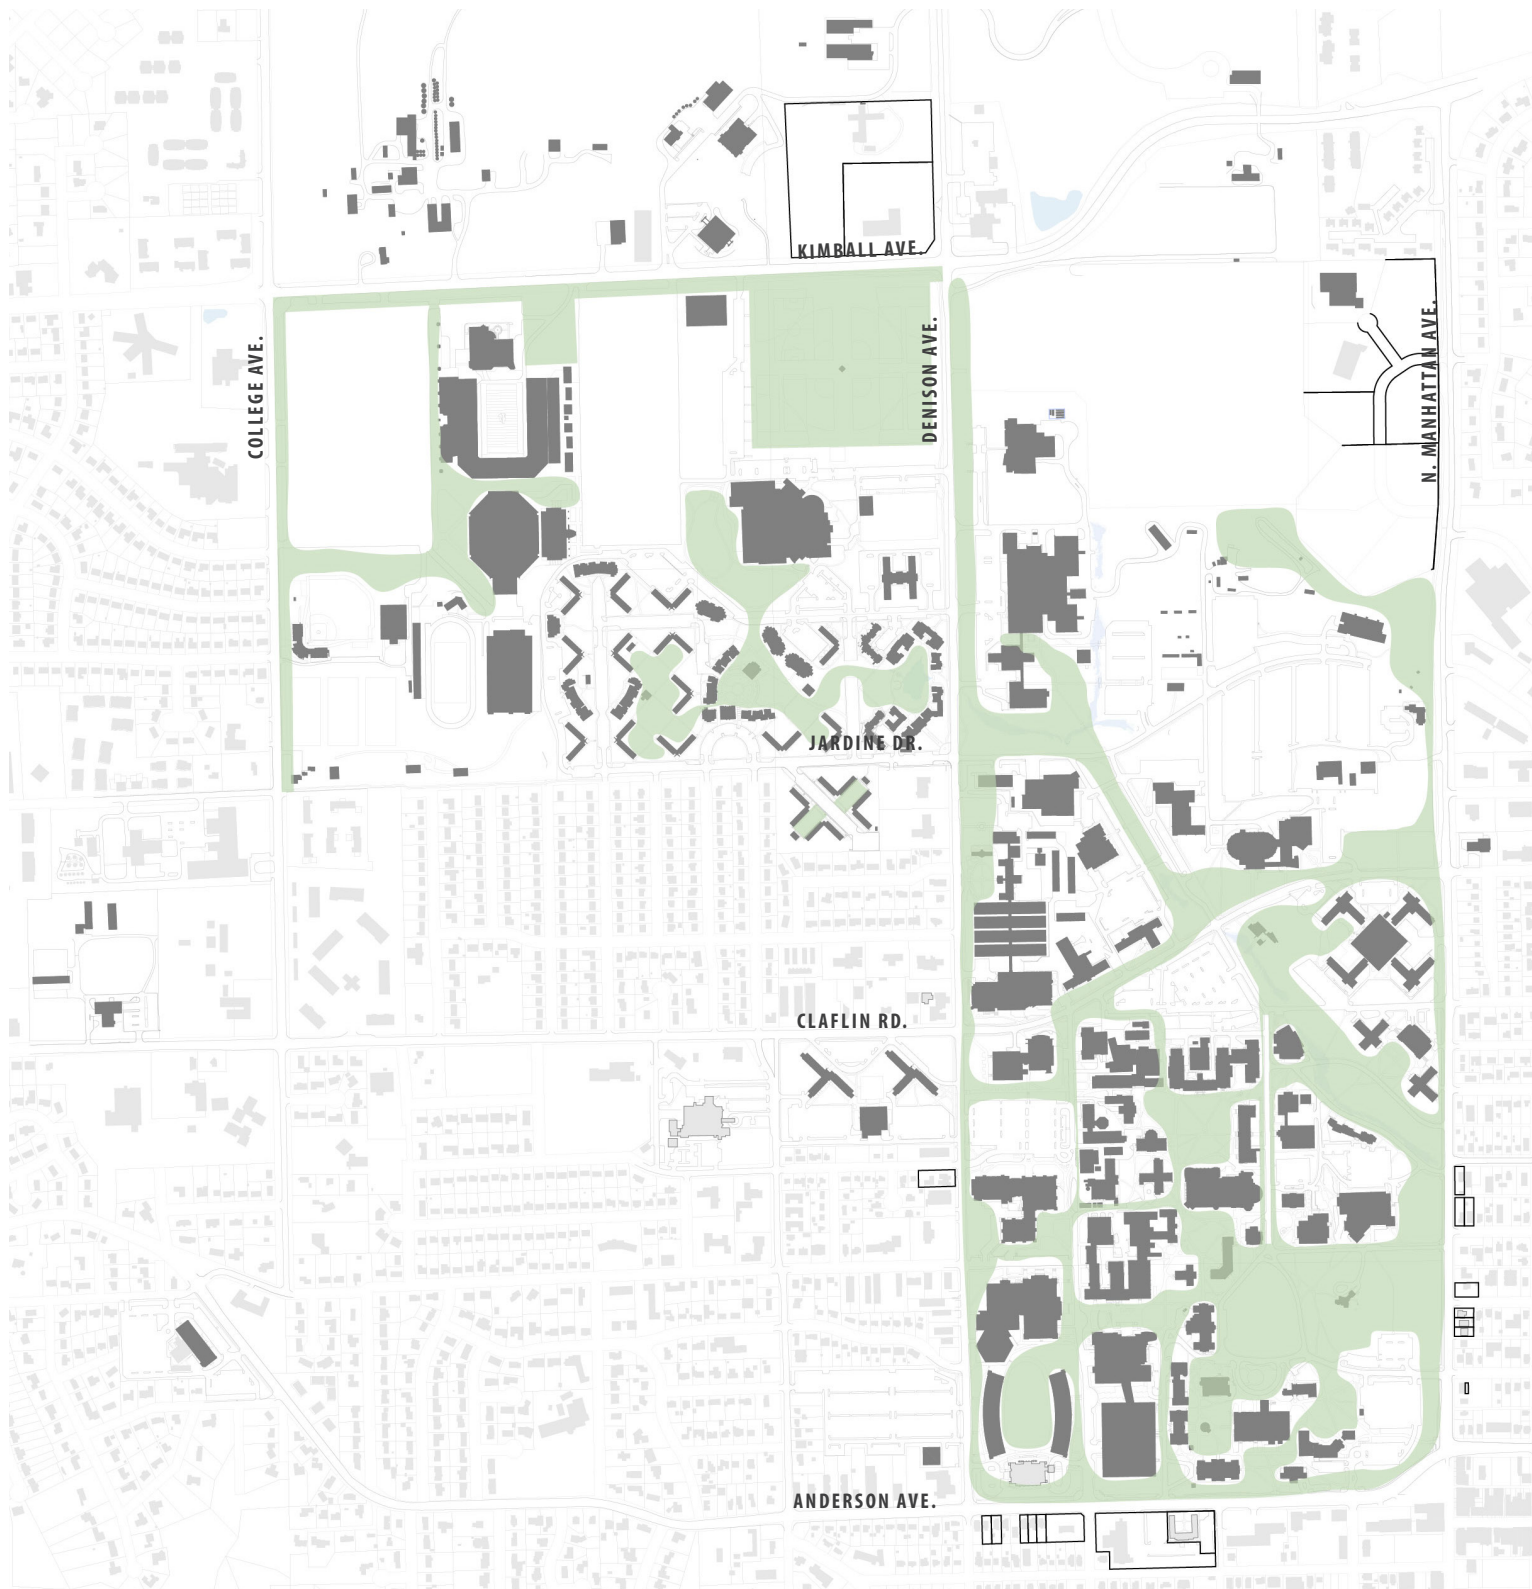 KIMBALL AVE.
COLLEGE AVE.
DENISON AVE.
N. MANHATTAN AVE.
JARDINE DR.
CLAFLIN RD.
ANDERSON AVE.